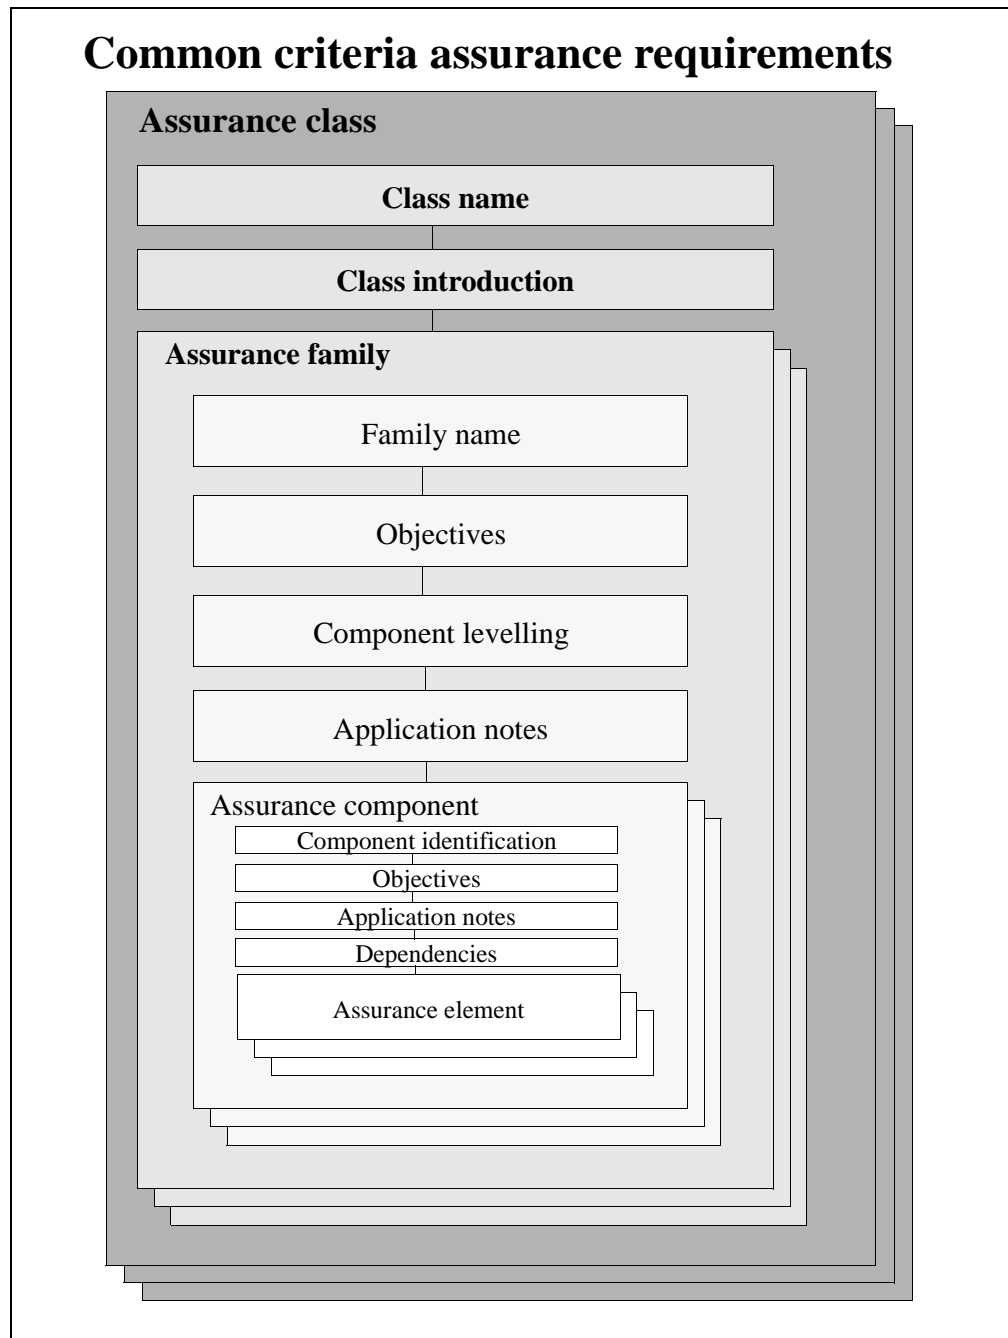 Common criteria assurance requirements
Assurance class
Class name
Class introduction
Assurance family
Family name
Objectives
Component levelling
Application notes
Assurance component
Component identification
Objectives
Application notes
Dependencies
Assurance element